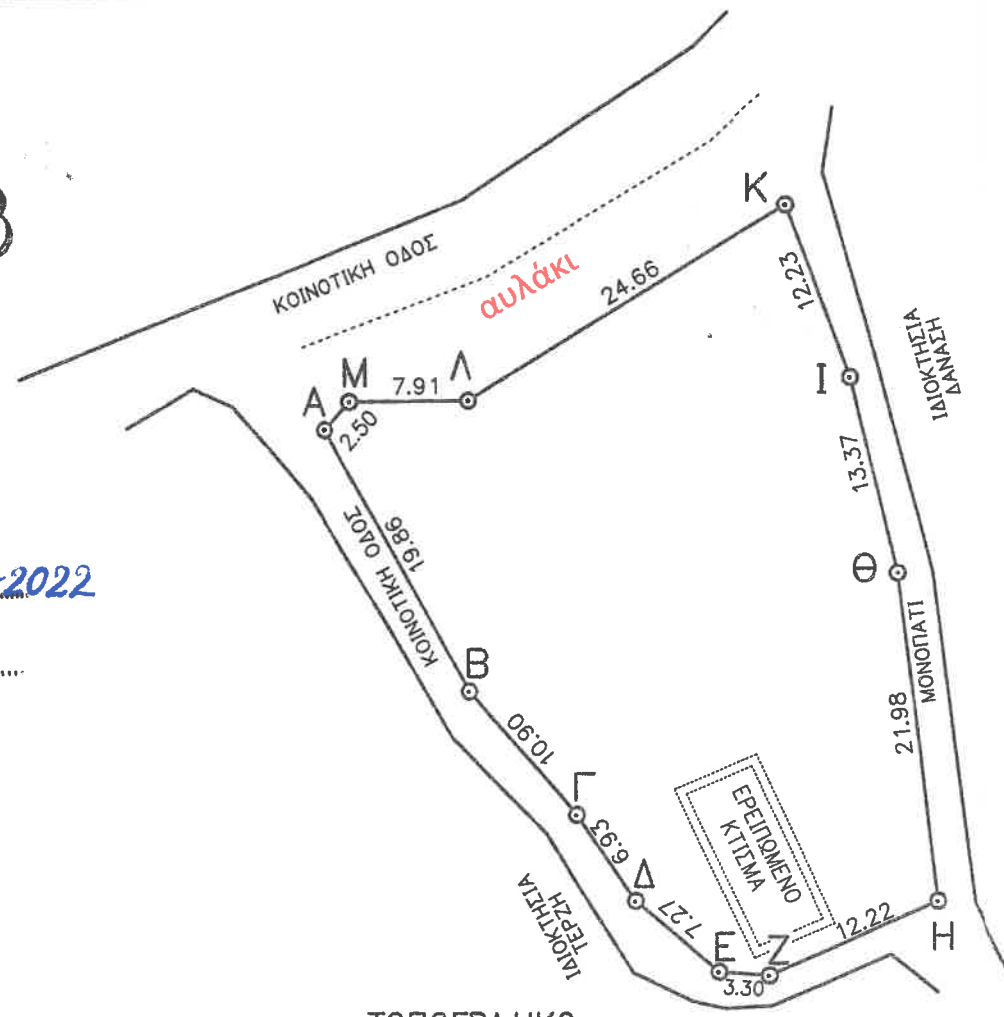 Κ
ΚΟΙΝΟΤΙΚΗ ΟΔΟΣ
αυλάκι
24.66
12.23
ΙΔΙΟΚΤΗΣΙΑ
ΔΑΝΑΣΗ
Μ
7.91
Λ
Ι
Α
2.50
13.37
ΚΟΙΝΟΤΙΚΗ ΟΔΟΣ
19.86
2022
Θ
ΜΟΝΟΠΑΤΙ
Β
21.98
10.90
Γ
ΕΡΕΙΠΩΜΕΝΟ
ΚΤΙΣΜΑ
6.93
Δ
ΙΔΙΟΚΤΗΣΙΑ
ΤΕΡΖΗ
7.27
12.22
Η
Ε
Ζ
3.30